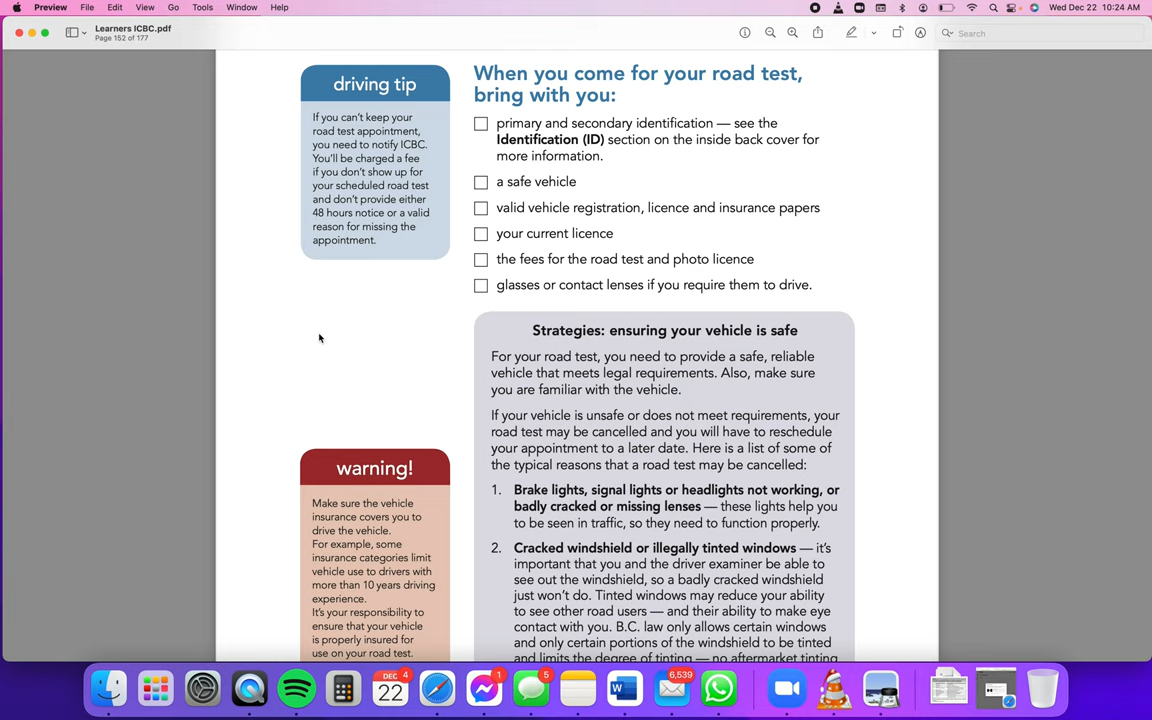 Preview File Edit View Go Tools Window Help
Wed Dec 22 10:24 AM
Learners ICBC.pdf
Page 152 of 177
Search
driving tip
If you can't keep your
road test appointment,
you need to notify ICBC.
You'll be charged a fee
if you don't show up for
your scheduled road test
and don't provide either
48 hours notice or a valid
reason for missing the
appointment.
When you come for your road test,
bring with you:
primary and secondary identification — see the
Identification (ID) section on the inside back cover for
more information.
a safe vehicle
valid vehicle registration, licence and insurance papers
your current licence
the fees for the road test and photo licence
glasses or contact lenses if you require them to drive.
Strategies: ensuring your vehicle is safe
For your road test, you need to provide a safe, reliable
vehicle that meets legal requirements. Also, make sure
you are familiar with the vehicle.
If your vehicle is unsafe or does not meet requirements, your
road test may be cancelled and you will have to reschedule
your appointment to a later date. Here is a list of some of
the typical reasons that a road test may be cancelled:
1. Brake lights, signal lights or headlights not working, or
badly cracked or missing lenses — these lights help you
to be seen in traffic, so they need to function properly.
2. Cracked windshield or illegally tinted windows — it's
important that you and the driver examiner be able to
see out the windshield, so a badly cracked windshield
just won't do. Tinted windows may reduce your ability
to see other road users — and their ability to make eye
contact with you. B.C. law only allows certain windows
and only certain portions of the windshield to be tinted
and limits the degree of tinting — no aftermarket tinting
warning!
Make sure the vehicle
insurance covers you to
drive the vehicle.
For example, some
insurance categories limit
vehicle use to drivers with
more than 10 years driving
experience.
It's your responsibility to
ensure that your vehicle
is properly insured for
use on your road test.
DEC
22
4
1
5
6,539